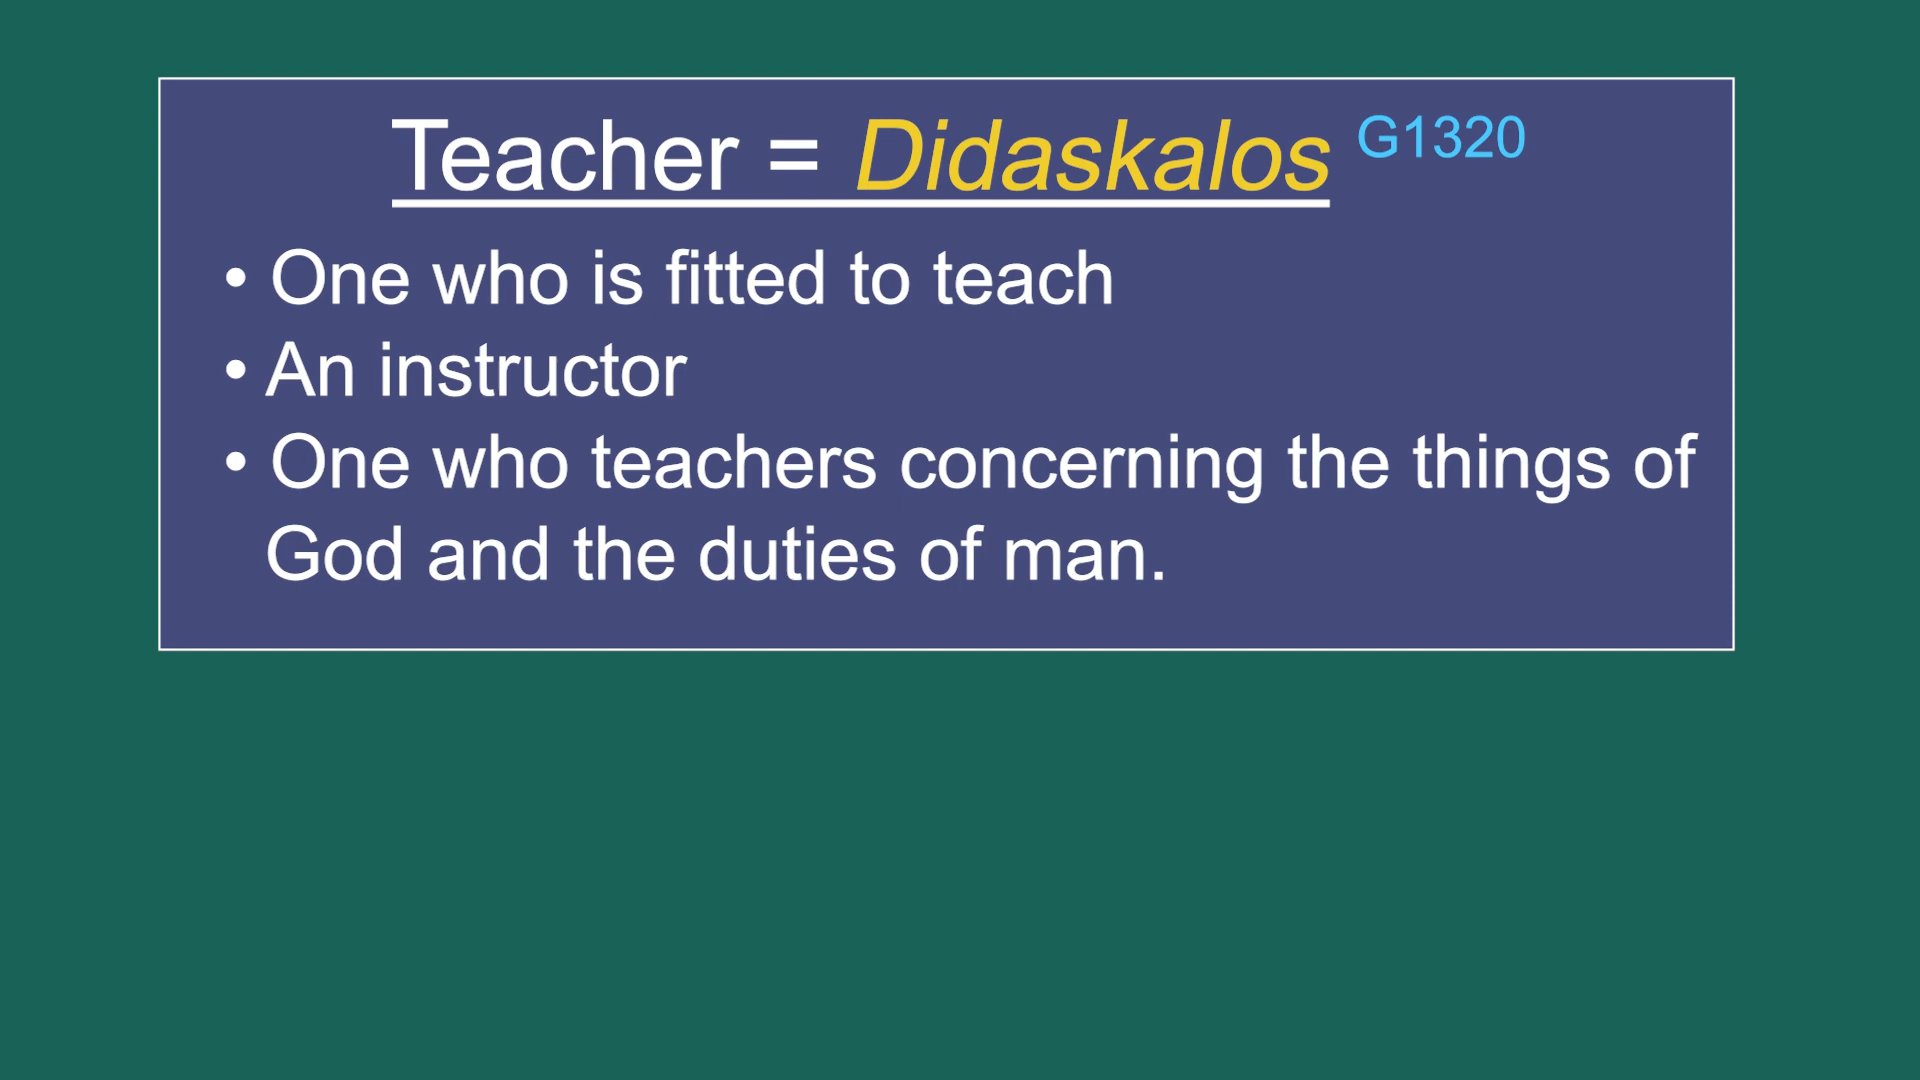 Teacher = Didaskalos G1320
• One who is fitted to teach
• An instructor
• One who teachers concerning the things of
God and the duties of man.